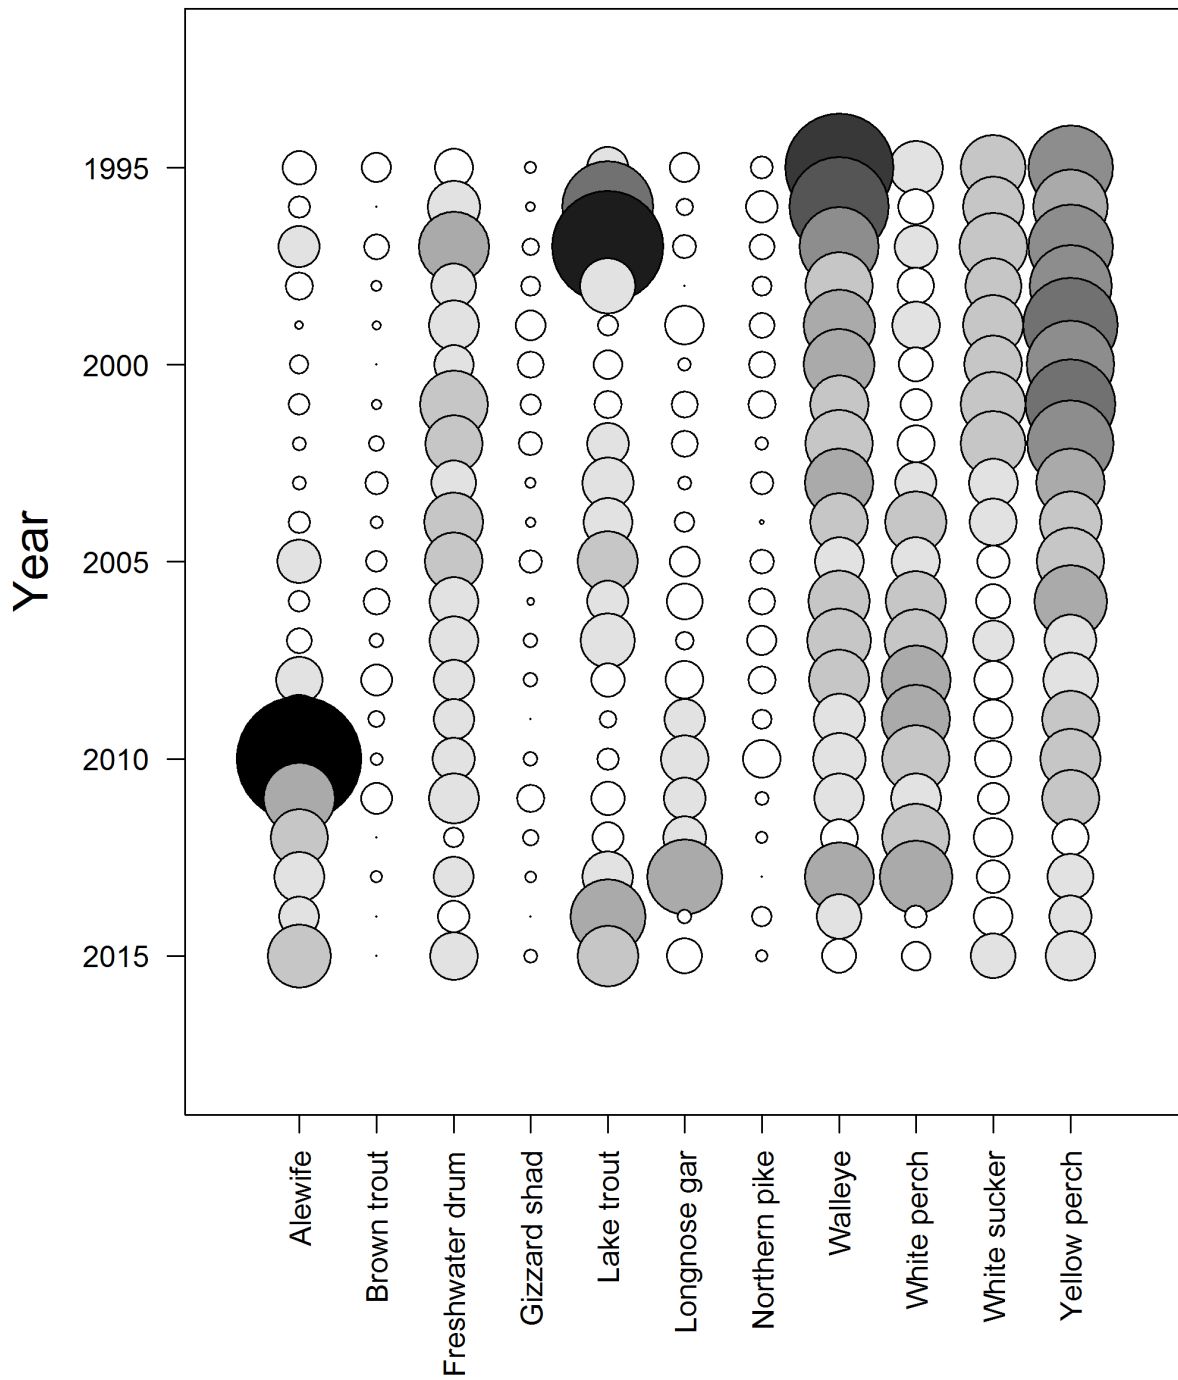 Year
1995
2000
2005
2010
2015
Alewife
Brown trout
Freshwater drum
Gizzard shad
Lake trout
Longnose gar
Northern pike
Walleye
White perch
White sucker
Yellow perch